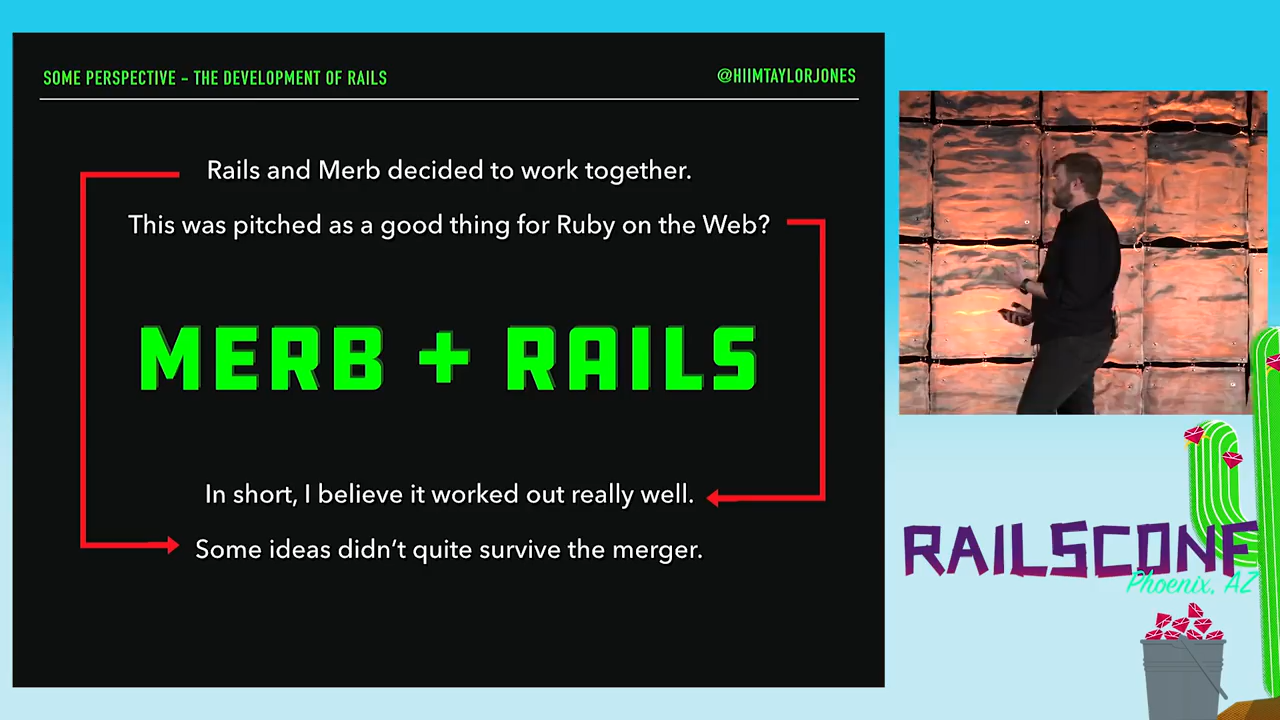 SOME PERSPECTIVE – THE DEVELOPMENT OF RAILS
@HIIMTAYLORJONES
Rails and Merb decided to work together.
This was pitched as a good thing for Ruby on the Web?
MERB + RAILS
In short, I believe it worked out really well.
Some ideas didn't quite survive the merger.
RAILSCONF
Phoenix, AZ